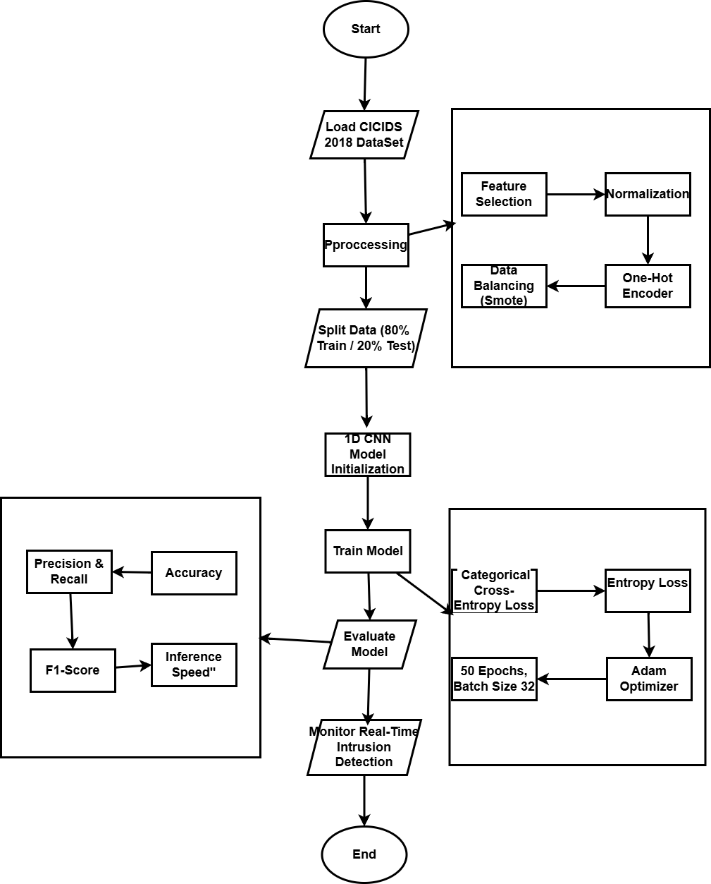 Start
Load CICIDS
2018 DataSet
Pproccessing
Feature
Selection
Normalization
One-Hot
Encoder
Data
Balancing
(Smote)
Split Data (80%
Train / 20% Test)
1D CNN
Model
Initialization
Train Model
Categorical
Cross-
Entropy Loss
Entropy Loss
Adam
Optimizer
50 Epochs,
Batch Size 32
Evaluate
Model
Accuracy
Precision &
Recall
F1-Score
Inference
Speed"
Monitor Real-Time
Intrusion
Detection
End